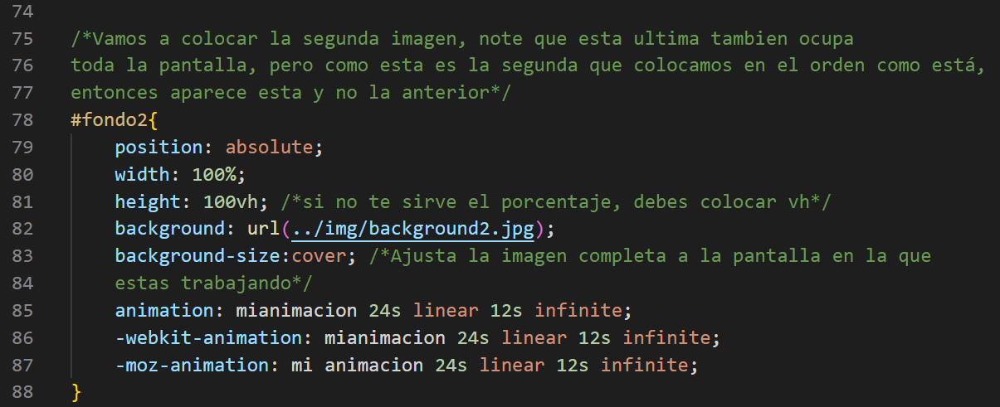 74
75 /*Vamos a colocar la segunda imagen, note que esta ultima tambien ocupa
76 toda la pantalla, pero como esta es la segunda que colocamos en el orden como está,
77 entonces aparece esta y no la anterior*/
78 #fondo2{
79 position: absolute;
80 width: 100%;
81 height: 100vh; /*si no te sirve el porcentaje, debes colocar vh*/
82 background: url(../img/background2.jpg);
83 background-size:cover; /*Ajusta la imagen completa a la pantalla en la que
84 estas trabajando*/
85 animation: mianimacion 24s linear 12s infinite;
86 -webkit-animation: mianimacion 24s linear 12s infinite;
87 -moz-animation: mi animacion 24s linear 12s infinite;
88 }